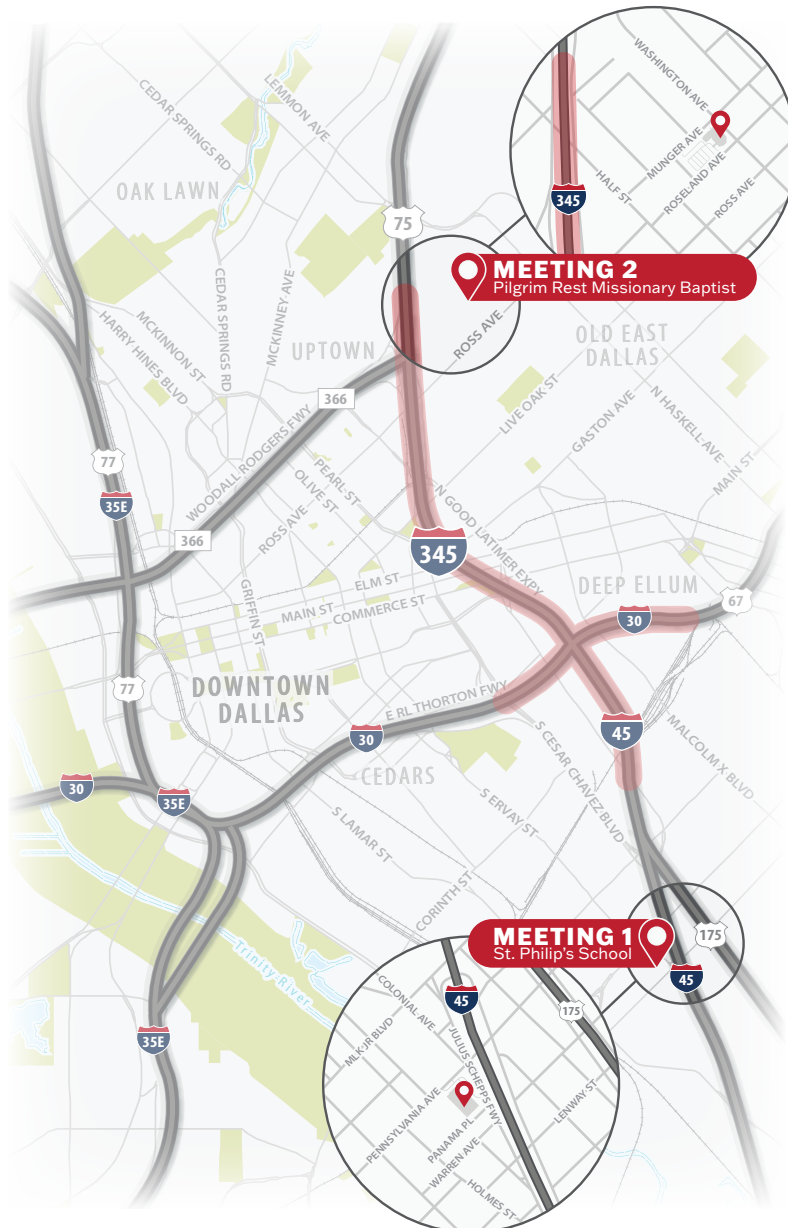 WASHINGTON AVE
CEDAR SPRINGS RD
LEMMON AVE
MUNGER AVE
ROSELAND AVE
HALF ST
ROSS AVE
OAK LAWN
345
75
MEETING 2
Pilgrim Rest Missionary Baptist
CEDAR SPRINGS RD
MCKINNEY AVE
MCKINNON ST
HARRY HINES BLVD
UPTOWN
ROSS AVE
OLD EAST
DALLAS
366
LIVE OAK ST
GASTON AVE
N HASKELL AVE
MAIN ST
77
35E
WOODALL RODGERS FWY
PEARL ST
OLIVE ST
ROSS AVE
N GOOD LATIMER EXPY
366
345
ELM ST
MAIN ST
COMMERCE ST
GRIFFIN ST
DEEP ELLUM
67
30
77
DOWNTOWN
DALLAS
E RL THORTON FWY
30
45
S CESAR CHAVEZ BLVD
MALCOLM X BLVD
CEDARS
30
35E
S LAMAR ST
S SERVAY ST
CORINTH ST
MEETING 1
St. Philip's School
175
45
Trinity River
45
175
COLONIAL AVE
MLK JR BLVD
JULIUS SCHEPPS FWY
35E
PENNSYLVANIA AVE
PANAMA PL
WARREN AVE
LENWAY ST
HOLMES ST